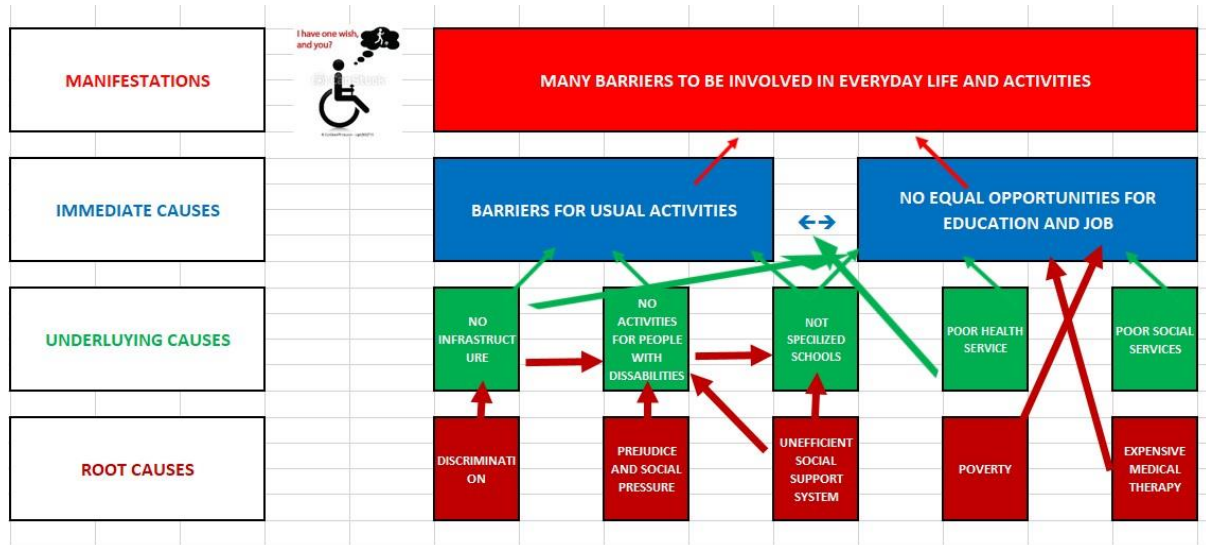 MANIFESTATIONS
I have one wish,
and you?
MANY BARRIERS TO BE INVOLVED IN EVERYDAY LIFE AND ACTIVITIES
IMMEDIATE CAUSES
BARRIERS FOR USUAL ACTIVITIES
NO EQUAL OPPORTUNITIES FOR
EDUCATION AND JOB
UNDERLUYING CAUSES
NO
INFRASTRUCT
URE
NO
ACTIVITIES
FOR PEOPLE
WITH
DISSABILITIES
NOT
SPECILIZED
SCHOOLS
POOR HEALTH
SERVICE
POOR SOCIAL
SERVICES
ROOT CAUSES
DISCRIMINATI
ON
PREJUDICE
AND SOCIAL
PRESSURE
UNEFFICIENT
SOCIAL
SUPPORT
SYSTEM
POVERTY
EXPENSIVE
MEDICAL
THERAPY